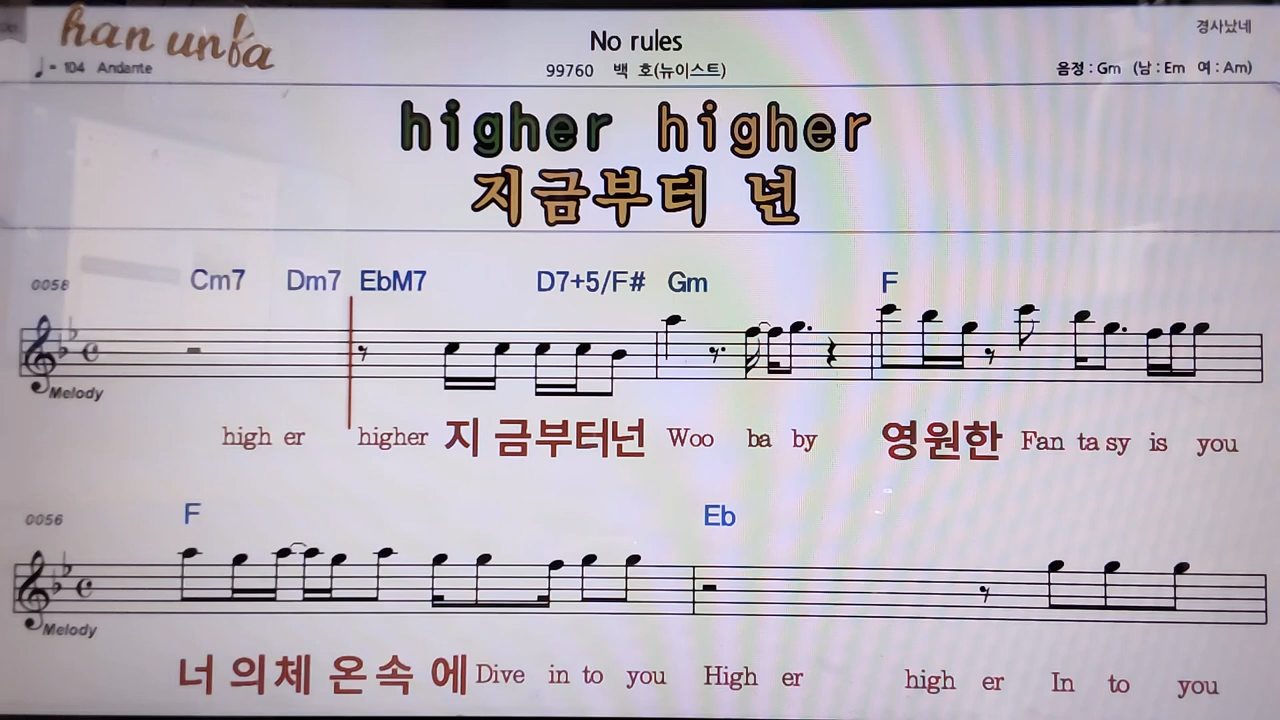 han unba
No rules
경사났네
♩= 104 Andante
99760 백 호(뉴이스트)
음정 : Gm (남 : Em 여 : Am)
higher higher
지금부터 넌
0058 Cm7 Dm7 EbM7 D7+5/F# Gm F
Melody
high er higher 지 금부터넌 Woo ba by 영원한 Fan ta sy is you
0056 F Eb
Melody
너 의체 온속 에 Dive in to you High er high er In to you